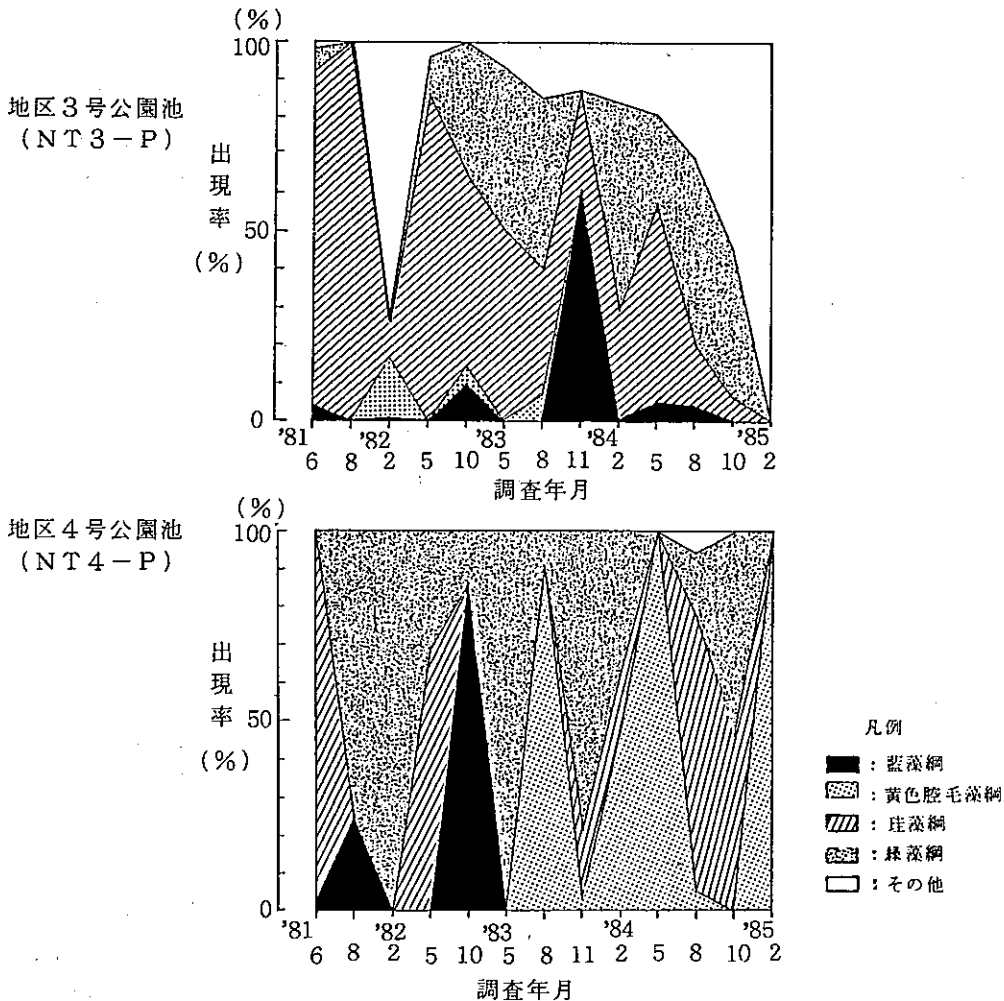 (%)
100
50
0
地区3号公園池
(NT3-P)
出現率
(%)
'81 '82 '83 '84 '85
6 8 2 5 10 5 8 11 2 5 8 10 2
調査年月
(%)
100
50
0
地区4号公園池
(NT4-P)
出現率
(%)
'81 '82 '83 '84 '85
6 8 2 5 10 5 8 11 2 5 8 10 2
調査年月
凡例
:藍藻綱
:黄色腔毛藻綱
:珪藻綱
:緑藻綱
:その他